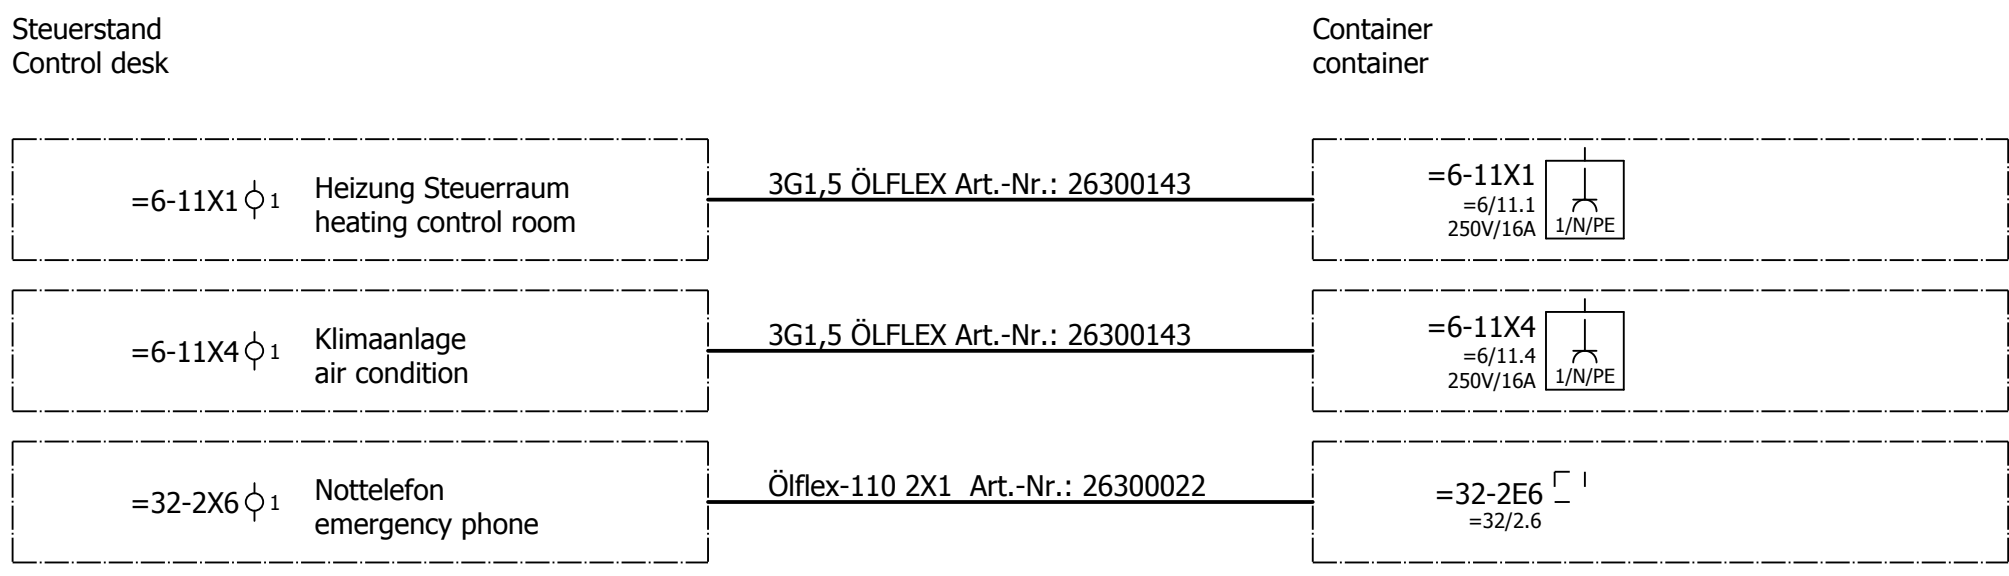 Steuerstand
Control desk
Container
container
=6-11X1 1
Heizung Steuerraum
heating control room
3G1,5 ÖLFLEX Art.-Nr.: 26300143
=6-11X1
=6/11.1
250V/16A
1/N/PE
=6-11X4 1
Klimaanlage
air condition
3G1,5 ÖLFLEX Art.-Nr.: 26300143
=6-11X4
=6/11.4
250V/16A
1/N/PE
=32-2X6 1
Nottelefon
emergency phone
Ölflex-110 2X1  Art.-Nr.: 26300022
=32-2E6
=32/2.6